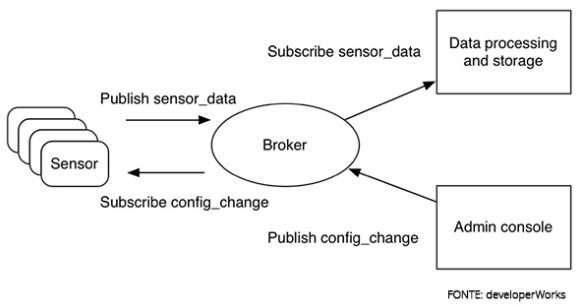 Subscribe sensor_data
Data processing
and storage
Publish sensor_data
Broker
Sensor
Subscribe config_change
Publish config_change
Admin console
FONTE: developerWorks